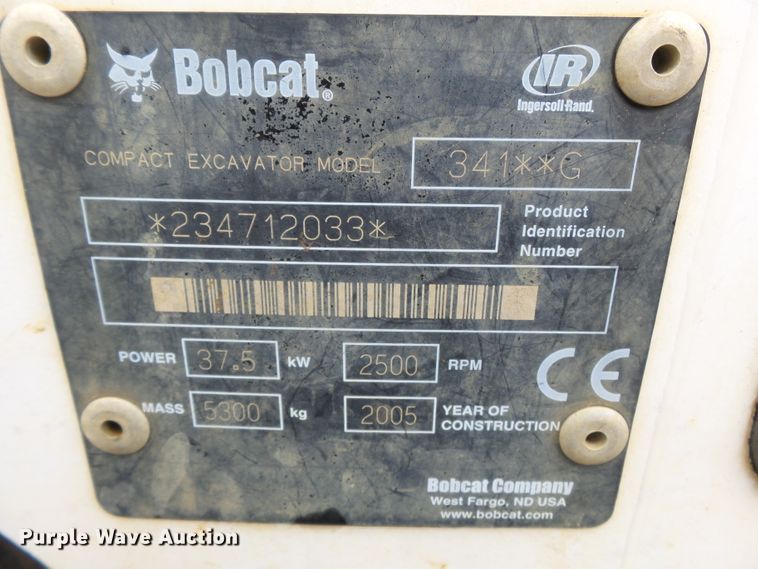 Bobcat®
IR
Ingersoll-Rand®
COMPACT EXCAVATOR MODEL 341**G
*234712033* Product Identification Number
POWER 37.5 kW 2500 RPM
MASS 5300 kg 2005 YEAR OF CONSTRUCTION
CE
Bobcat Company
West Fargo, ND USA
www.bobcat.com
Purple Wave Auction